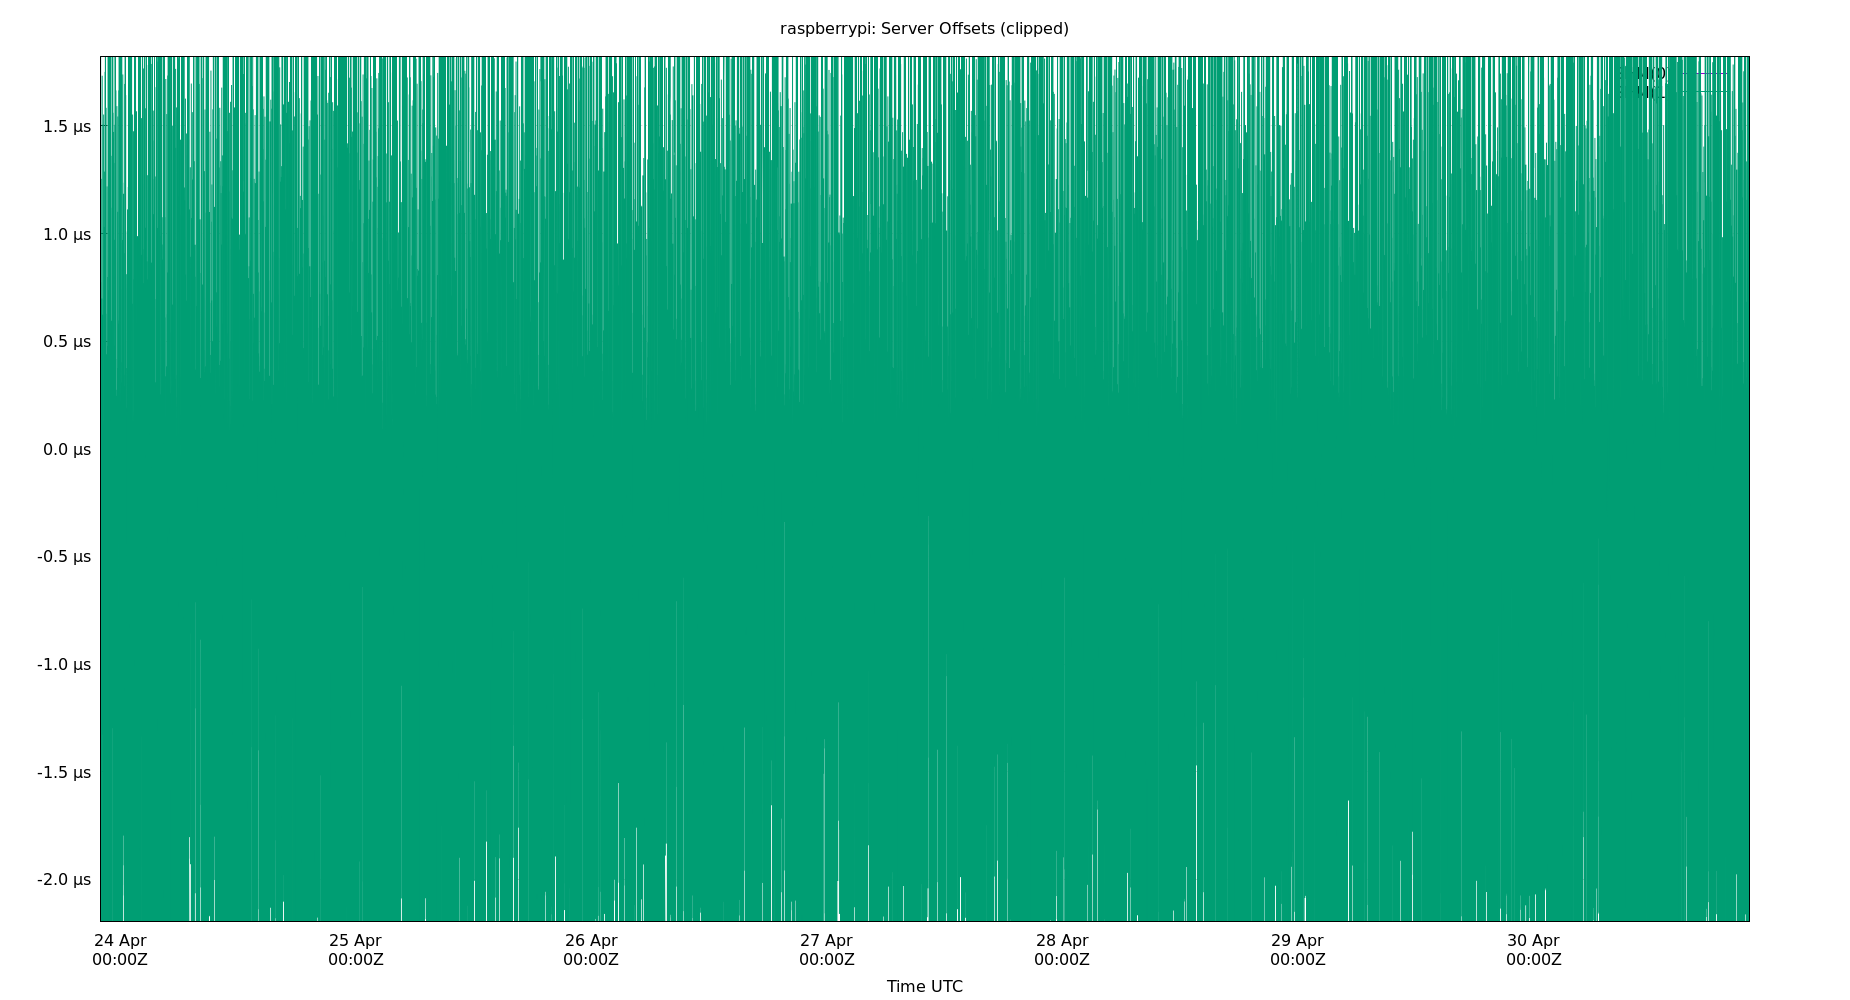 raspberrypi: Server Offsets (clipped)
1.5 µs
1.0 µs
0.5 µs
0.0 µs
-0.5 µs
-1.0 µs
-1.5 µs
-2.0 µs
24 Apr 25 Apr 26 Apr 27 Apr 28 Apr 29 Apr 30 Apr
00:00Z 00:00Z 00:00Z 00:00Z 00:00Z 00:00Z 00:00Z
Time UTC